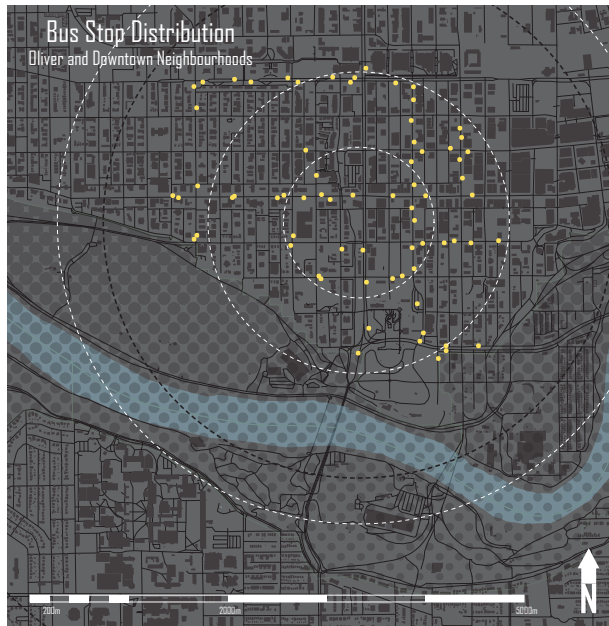 Bus Stop Distribution
Oliver and Downtown Neighbourhoods
N
200m 2000m 5000m